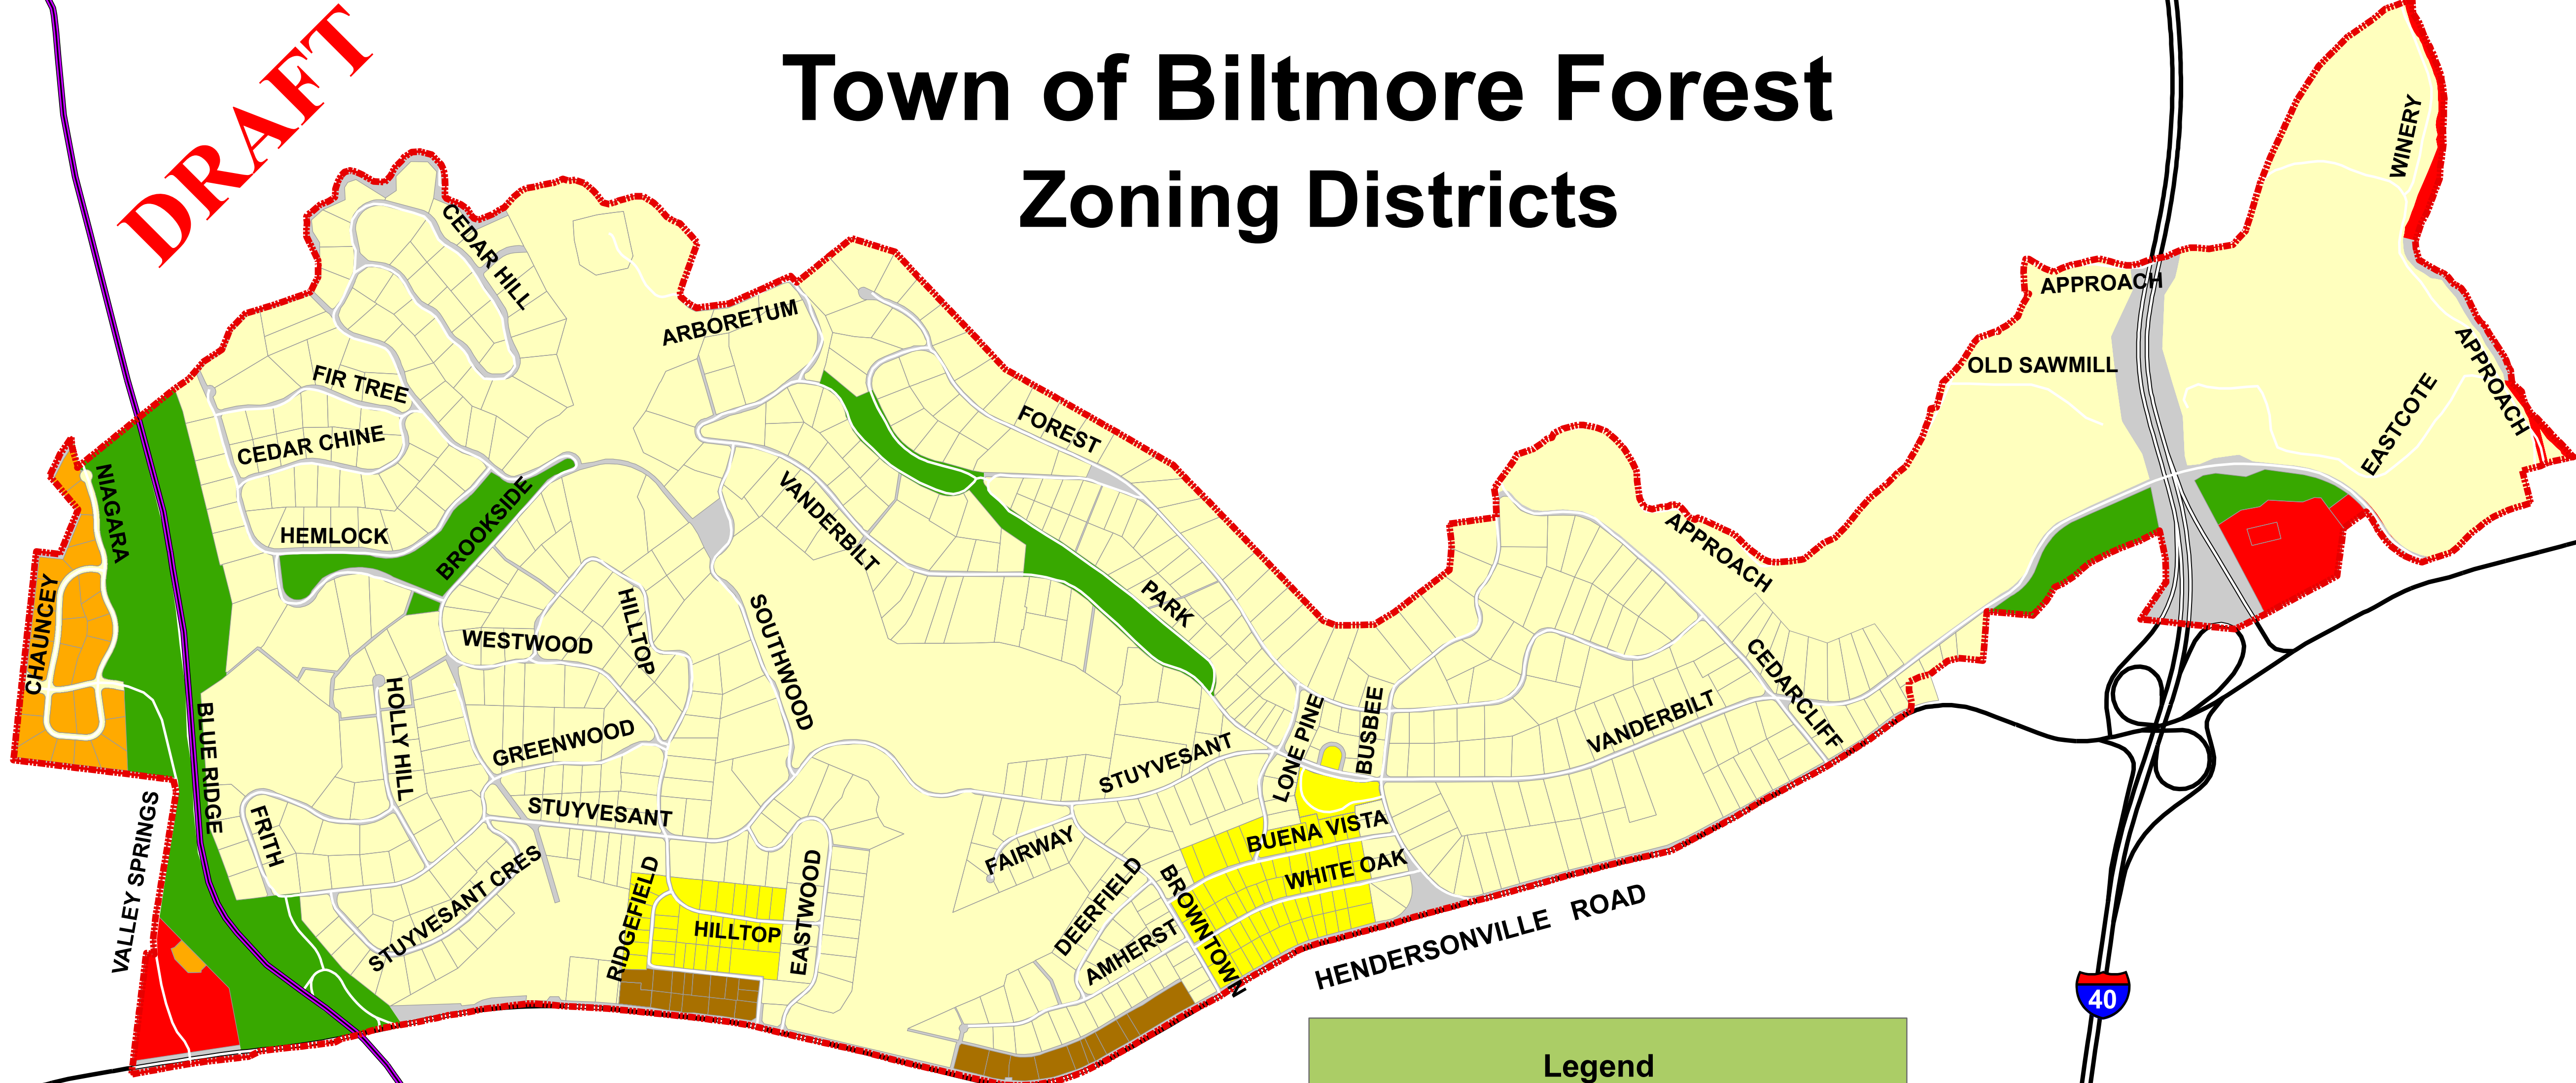 DRAFT
Town of Biltmore Forest
Zoning Districts
WINERY
CEDAR HILL
APPROACH
ARBORETUM
APPROACH
OLD SAWMILL
FIR TREE
EASTCOTE
FOREST
CEDAR CHINE
NIAGARA
VANDERBILT
BROOKSIDE
HEMLOCK
APPROACH
CHAUNCEY
PARK
HILLTOP
WESTWOOD
SOUTHWOOD
CEDARCLIFF
HOLLY HILL
BLUE RIDGE
GREENWOOD
LONE PINE
BUSBEE
VANDERBILT
STUYVESANT
STUYVESANT
FRITH
VALLEY SPRINGS
BUENA VISTA
FAIRWAY
WHITE OAK
STUYVESANT CRES
RIDGEFIELD
EASTWOOD
DEERFIELD
BROWNTOWN
HILLTOP
AMHERST
HENDERSONVILLE ROAD
40
Legend